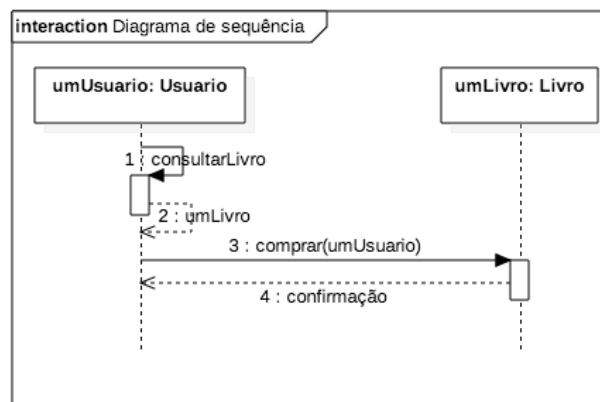 interaction Diagrama de sequência
umUsuario: Usuario
umLivro: Livro
1 : consultarLivro
2 : umLivro
3 : comprar(umUsuario)
4 : confirmação